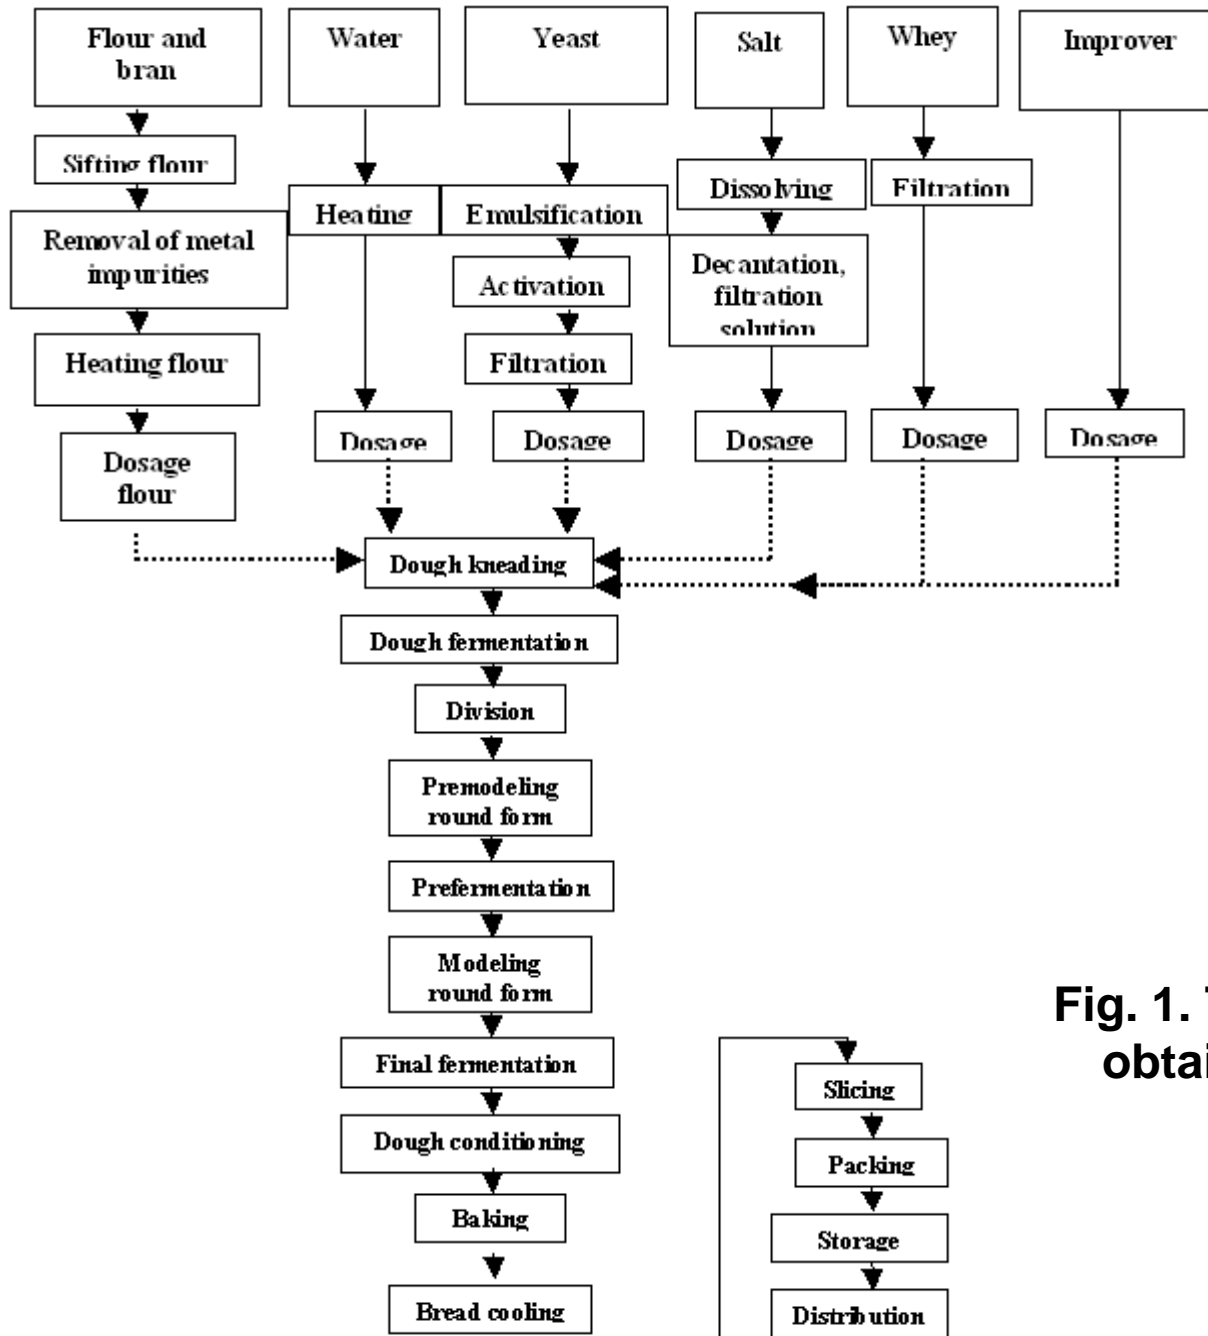 Flour and
bran
Water
Yeast
Salt
Whey
Improver
Sifting flour
Heating
Emulsification
Dissolving
Filtration
Removal of metal
impurities
Activation
Decantation,
filtration
solution
Heating flour
Filtration
Dosage
flour
Dosage
Dosage
Dosage
Dosage
Dosage
Dough kneading
Dough fermentation
Division
Premodeling
round form
Prefermentation
Modeling
round form
Final fermentation
Dough conditioning
Baking
Bread cooling
Slicing
Packing
Storage
Distribution
Fig. 1.